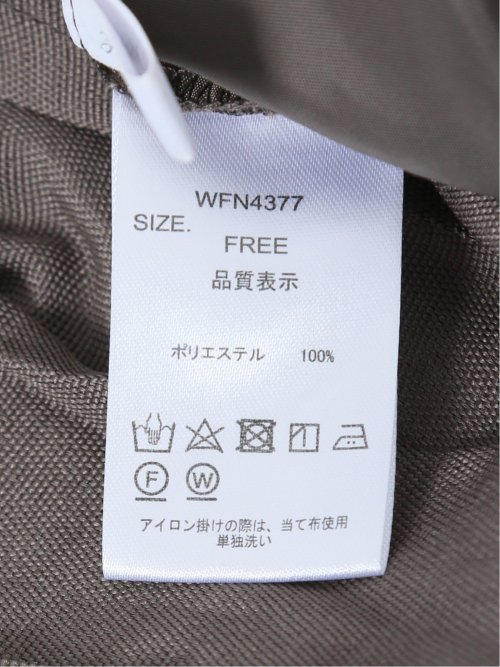 WFN4377
SIZE.
FREE
品質表示
ポリエステル 100%
F W
アイロン掛けの際は、当て布使用
単独洗い